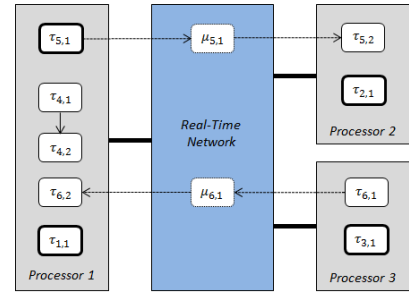 τ5,1
μ5,1
τ5,2
τ4,1
τ2,1
Real-Time
Network
τ4,2
Processor 2
τ6,2
μ6,1
τ6,1
τ1,1
τ3,1
Processor 1
Processor 3